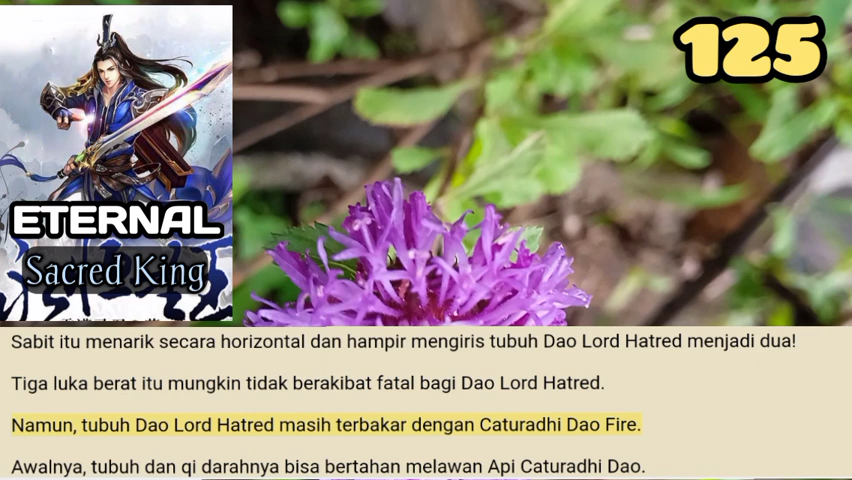 125
ETERNAL
Sacred King
Sabit itu menarik secara horizontal dan hampir mengiris tubuh Dao Lord Hatred menjadi dua!
Tiga luka berat itu mungkin tidak berakibat fatal bagi Dao Lord Hatred.
Namun, tubuh Dao Lord Hatred masih terbakar dengan Caturadhi Dao Fire.
Awalnya, tubuh dan qi darahnya bisa bertahan melawan Api Caturadhi Dao.